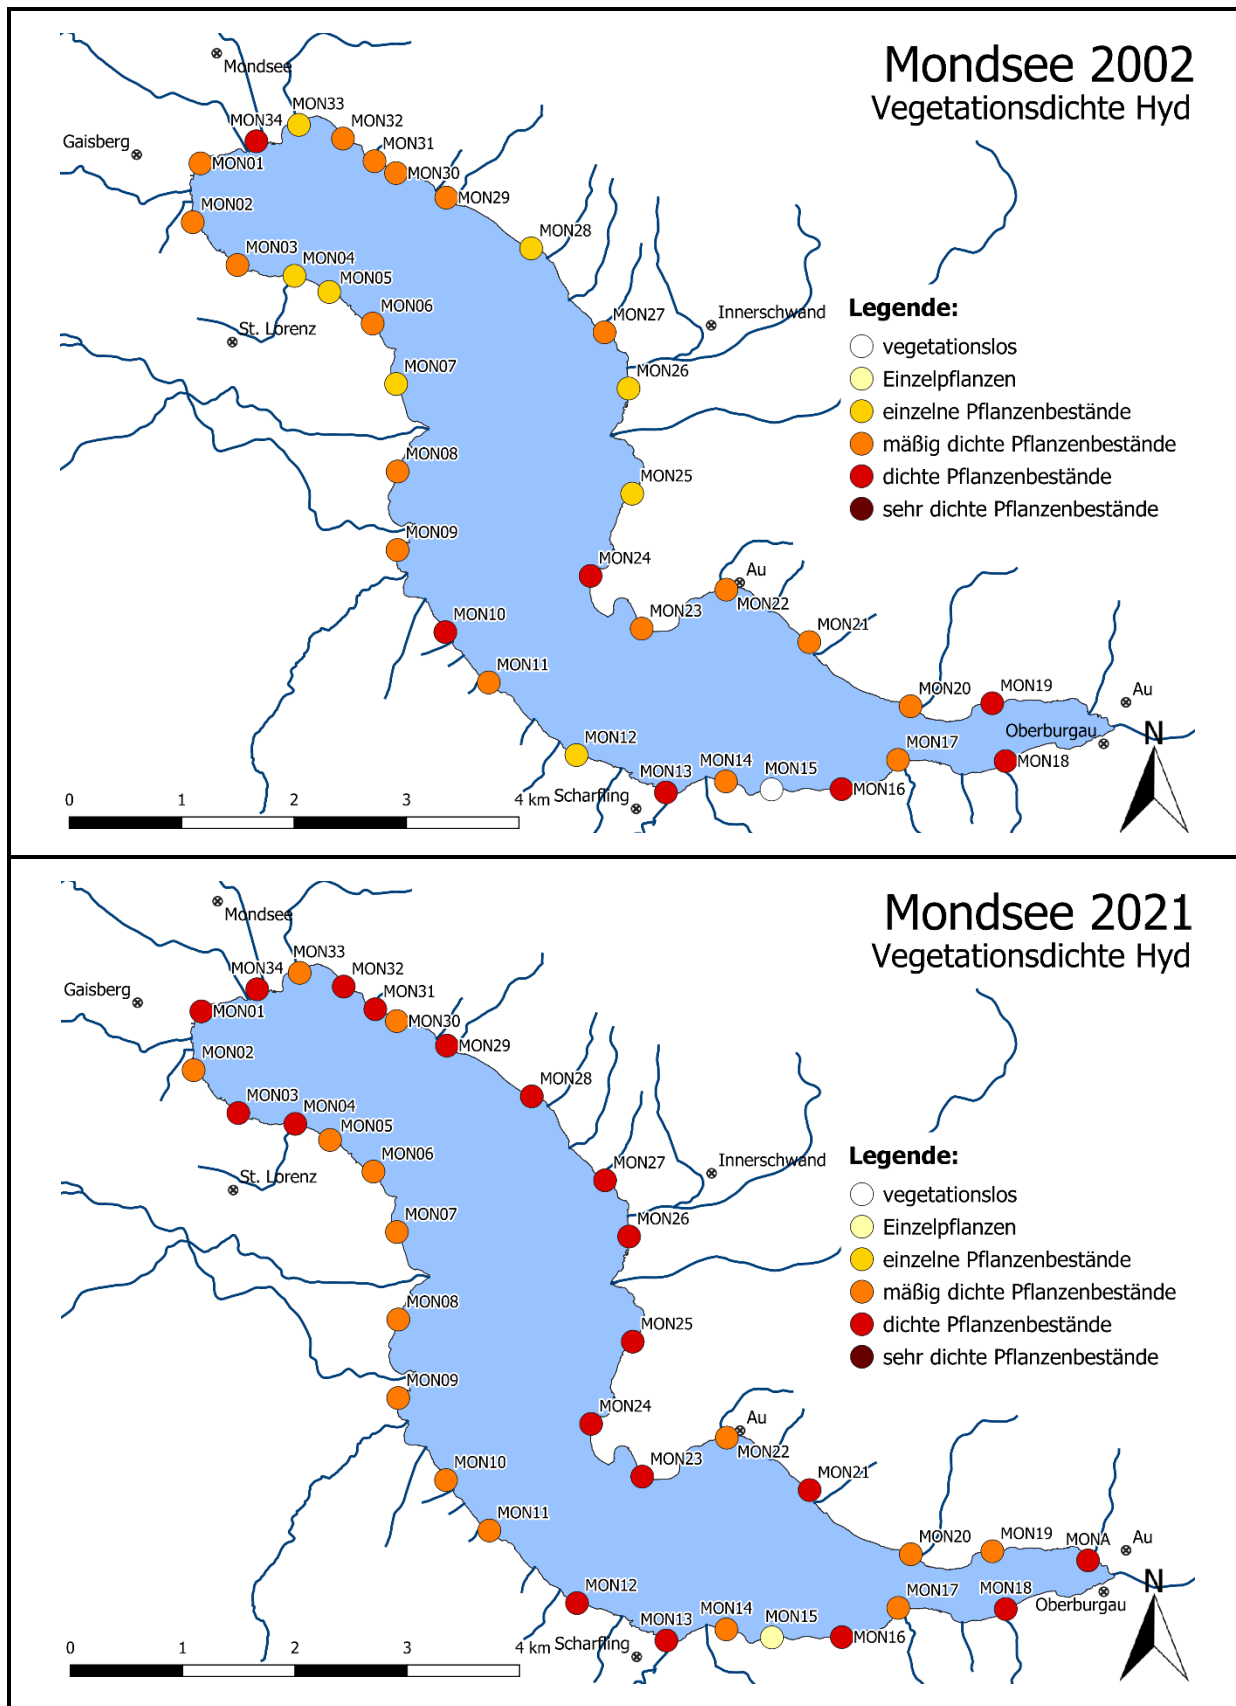 Mondsee 2002
Vegetationsdichte Hyd
Mondsee
MON33
MON34
MON32
Gaisberg
MON31
MON01
MON30
MON29
MON02
MON28
MON03
MON04
MON05
MON06
St. Lorenz
MON27
Innerschwand
MON07
MON26
Legende:
vegetationslos
Einzelpflanzen
einzelne Pflanzenbestände
mäßig dichte Pflanzenbestände
dichte Pflanzenbestände
sehr dichte Pflanzenbestände
MON08
MON25
MON09
MON24
Au
MON22
MON10
MON23
MON21
MON11
MON20
MON19
Au
Oberburgau
N
MON12
MON17
MON18
MON13
MON14
MON15
MON16
Scharfling
0 1 2 3 4 km
Mondsee 2021
Vegetationsdichte Hyd
Mondsee
MON33
MON34
MON32
Gaisberg
MON31
MON01
MON30
MON29
MON02
MON28
MON03
MON04
MON05
MON06
St. Lorenz
MON27
Innerschwand
MON07
MON26
Legende:
vegetationslos
Einzelpflanzen
einzelne Pflanzenbestände
mäßig dichte Pflanzenbestände
dichte Pflanzenbestände
sehr dichte Pflanzenbestände
MON08
MON25
MON09
MON24
Au
MON22
MON10
MON23
MON21
MON11
MON20
MON19
MONA
Au
Oberburgau
N
MON12
MON17
MON18
MON13
MON14
MON15
MON16
Scharfling
0 1 2 3 4 km